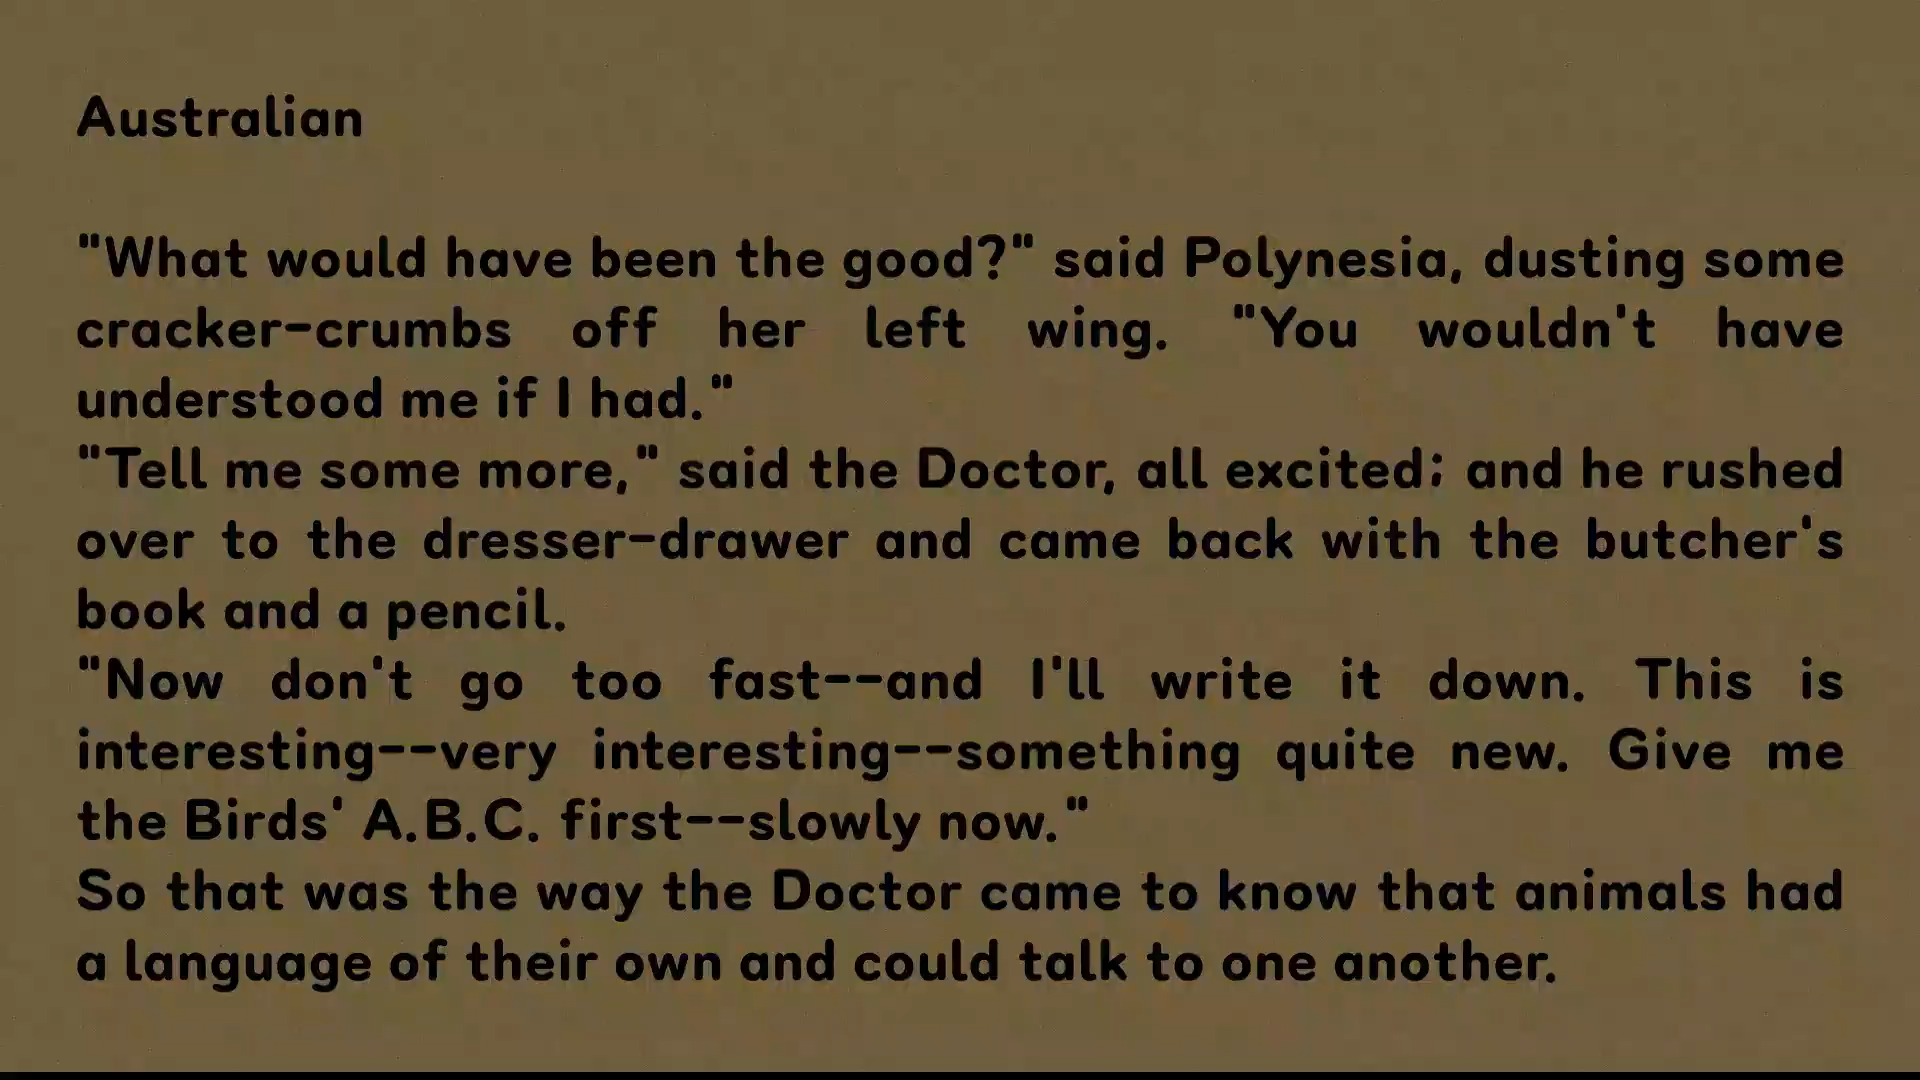 Australian
"What would have been the good?" said Polynesia, dusting some
cracker-crumbs off her left wing. "You wouldn't have
understood me if I had."
"Tell me some more," said the Doctor, all excited; and he rushed
over to the dresser-drawer and came back with the butcher's
book and a pencil.
"Now don't go too fast--and I'll write it down. This is
interesting--very interesting--something quite new. Give me
the Birds' A.B.C. first--slowly now."
So that was the way the Doctor came to know that animals had
a language of their own and could talk to one another.